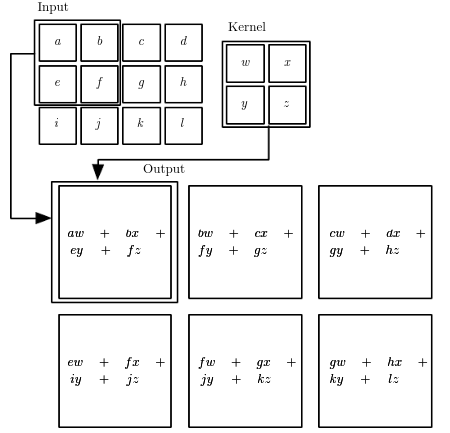 Input
Kernel
a b c d
w x
e f g h
y z
i j k l
Output
aw + bx +
ey + fz
bw + cx +
fy + gz
cw + dx +
gy + hz
ew + fx +
iy + jz
fw + gx +
jy + kz
gw + hx +
ky + lz